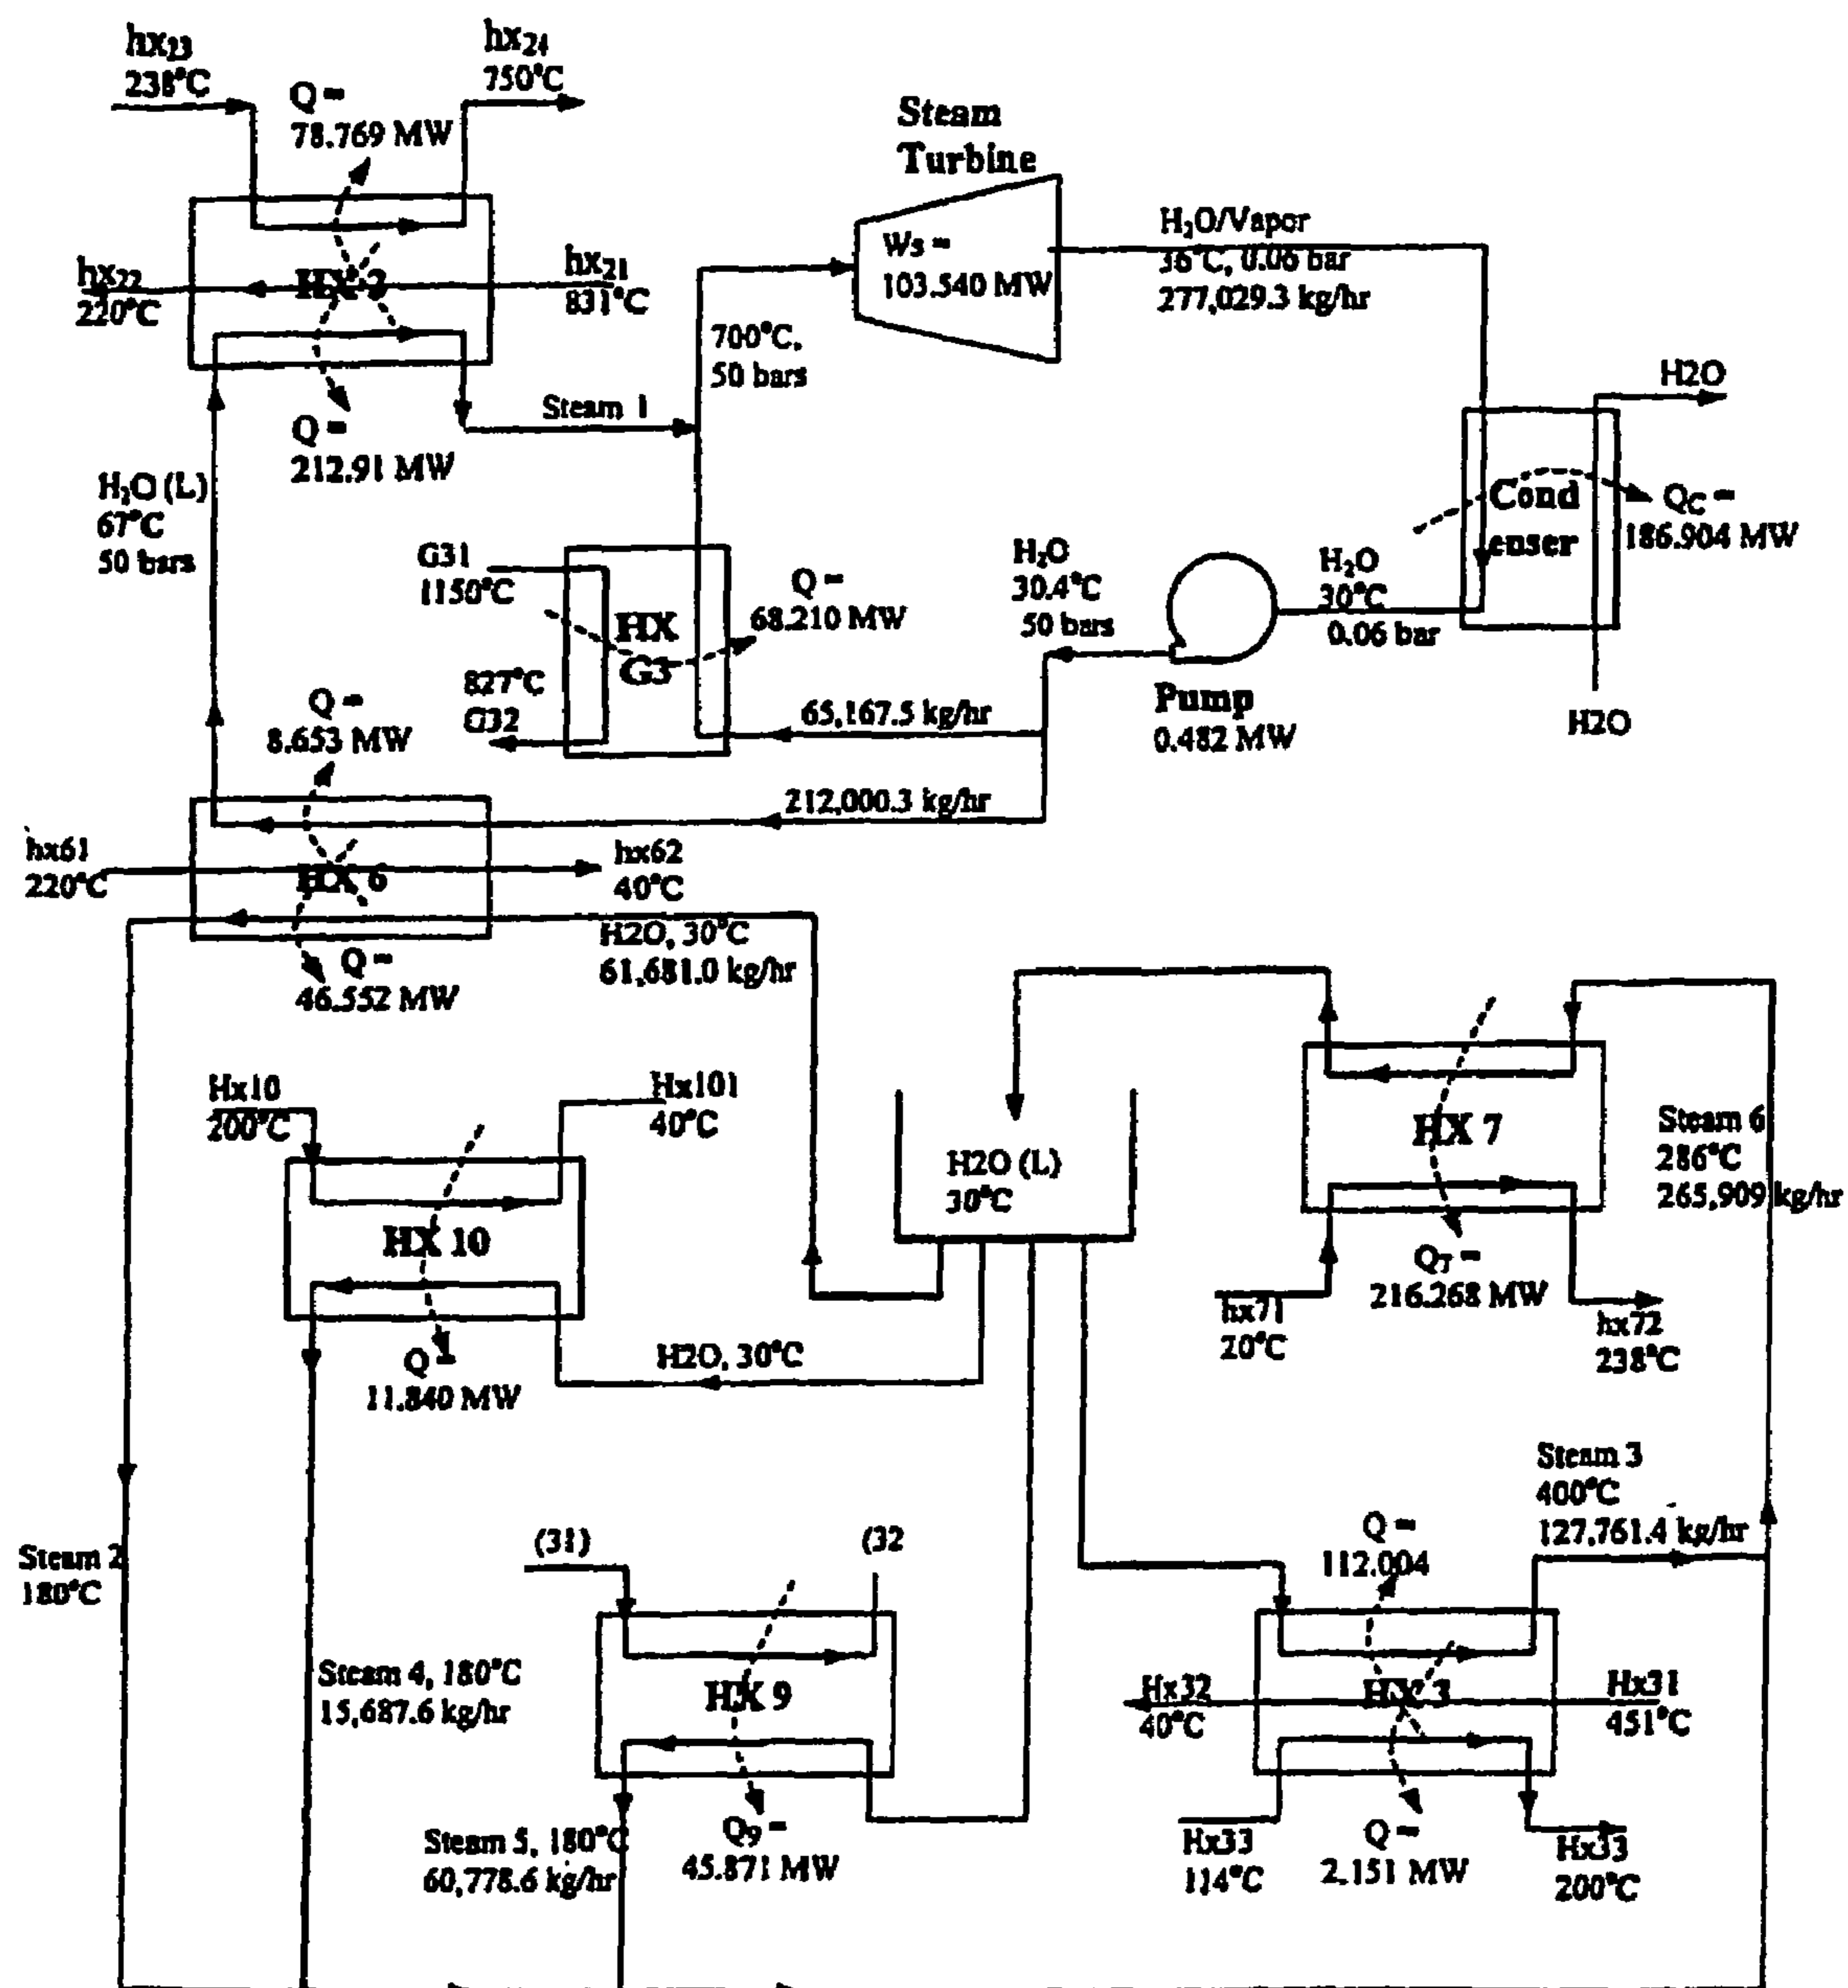 hx23
238°C
Q =
78.769 MW
hx24
750°C
Steam
Turbine
Ws =
103.540 MW
H₂O/Vapor
36°C, 0.06 bar
277,029.3 kg/hr
hx22
220°C
HX 2
hx21
831°C
700°C,
50 bars
H2O
Steam 1
Q =
212.91 MW
H₂O (L)
67°C
50 bars
Cond
enser
QC =
186.904 MW
G31
1150°C
HX
G3
Q =
68.210 MW
827°C
G32
H₂O
30.4°C
50 bars
H₂O
30°C
0.06 bar
Pump
0.482 MW
H2O
65,167.5 kg/hr
212,000.3 kg/hr
Q =
8.653 MW
hx61
220°C
HX 6
hx62
40°C
H2O, 30°C
61,681.0 kg/hr
Q =
46.552 MW
Hx10
200°C
Hx101
40°C
HX 10
Q =
11.840 MW
H2O (L)
30°C
H2O, 30°C
HX 7
Steam 6
286°C
265,909 kg/hr
Q7 =
216.268 MW
hx71
20°C
hx72
238°C
Steam 2
180°C
Steam 4, 180°C
15,687.6 kg/hr
(31)
(32
HX 9
Steam 5, 180°C
60,778.6 kg/hr
Q9 =
45.871 MW
Steam 3
400°C
127,761.4 kg/hr
Q =
112.004
Hx32
40°C
HX 3
Hx31
451°C
Hx33
114°C
Q =
2.151 MW
Hx33
200°C